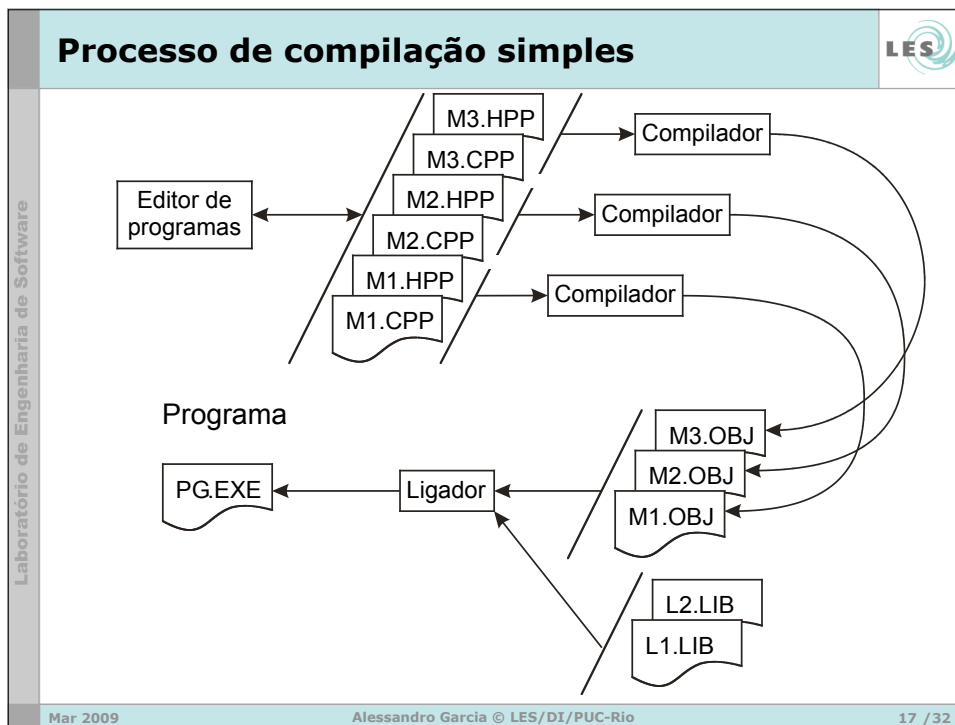 Processo de compilação simples
LES
M3.HPP
Compilador
M3.CPP
Editor de
programas
M2.HPP
Compilador
M2.CPP
M1.HPP
Compilador
M1.CPP
Programa
M3.OBJ
M2.OBJ
PG.EXE
Ligador
M1.OBJ
L2.LIB
L1.LIB
Laboratório de Engenharia de Software
Mar 2009
Alessandro Garcia © LES/DI/PUC-Rio
17 /32